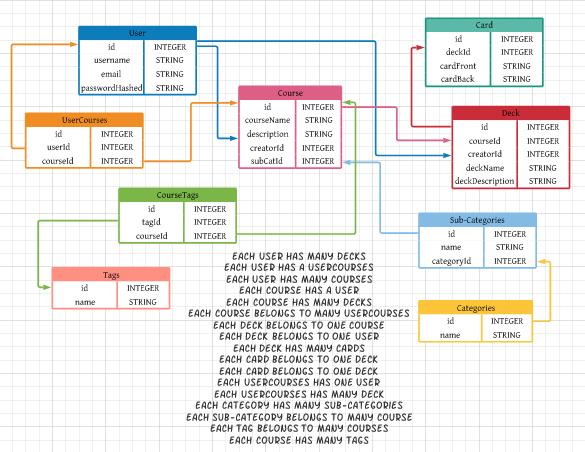 User
id INTEGER
username STRING
email STRING
passwordHashed STRING
Card
id INTEGER
deckId INTEGER
cardFront STRING
cardBack STRING
Course
id INTEGER
courseName STRING
description STRING
creatorId INTEGER
subCatId INTEGER
UserCourses
id INTEGER
userId INTEGER
courseId INTEGER
Deck
id INTEGER
courseId INTEGER
creatorId INTEGER
deckName STRING
deckDescription STRING
CourseTags
id INTEGER
tagId INTEGER
courseId INTEGER
Sub-Categories
id INTEGER
name STRING
categoryId INTEGER
Tags
id INTEGER
name STRING
Categories
id INTEGER
name STRING
EACH USER HAS MANY DECKS
EACH USER HAS A USERCOURSES
EACH USER HAS MANY COURSES
EACH COURSE HAS A USER
EACH COURSE HAS MANY DECKS
EACH COURSE BELONGS TO MANY USERCOURSES
EACH DECK BELONGS TO ONE COURSE
EACH DECK BELONGS TO ONE USER
EACH DECK HAS MANY CARDS
EACH CARD BELONGS TO ONE DECK
EACH CARD BELONGS TO ONE DECK
EACH USERCOURSES HAS ONE USER
EACH USERCOURSES HAS MANY DECK
EACH CATEGORY HAS MANY SUB-CATEGORIES
EACH SUB-CATEGORY BELONGS TO MANY COURSE
EACH TAG BELONGS TO MANY COURSES
EACH COURSE HAS MANY TAGS